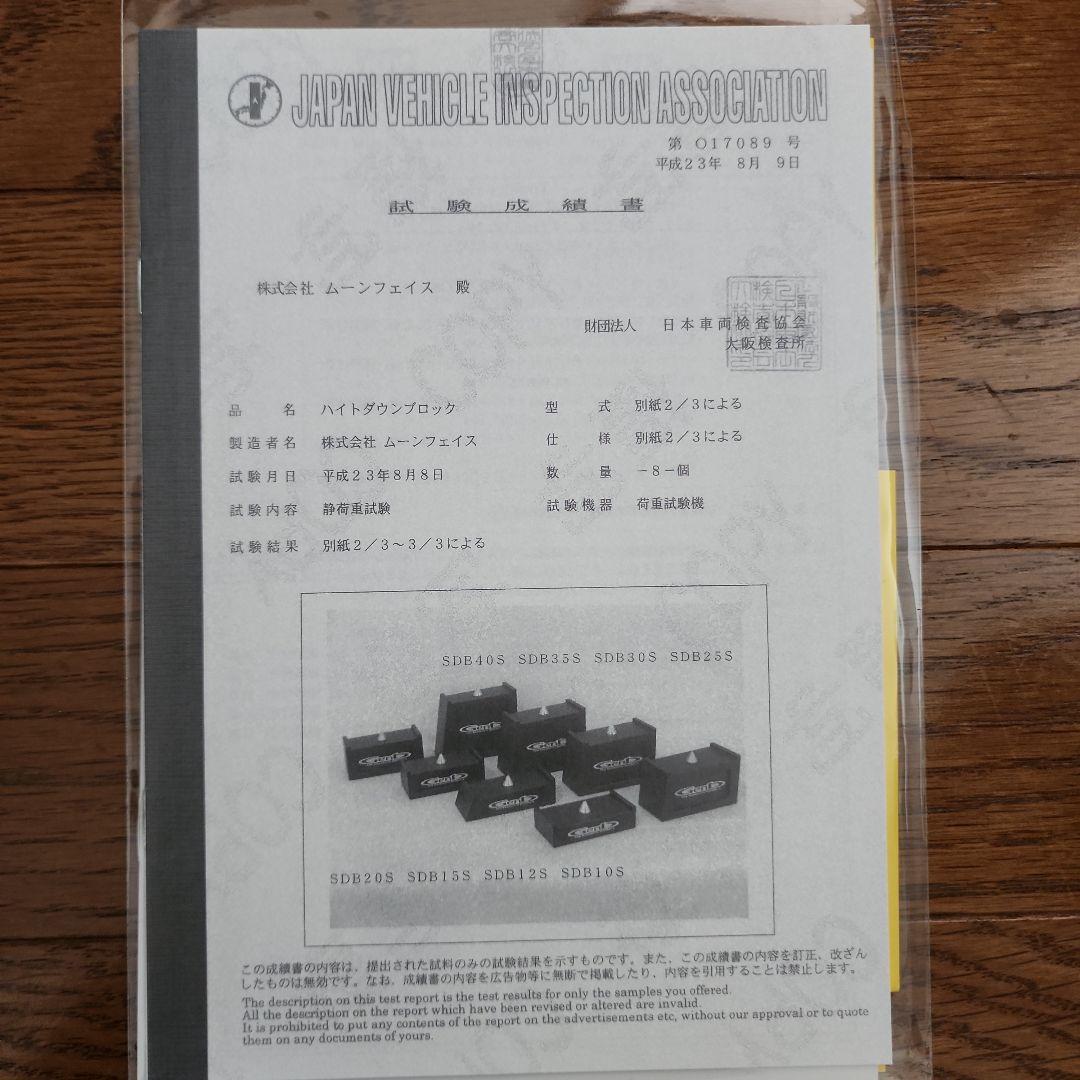 JAPAN VEHICLE INSPECTION ASSOCIATION
第 O17089 号
平成23年 8月 9日
試験成績書
株式会社 ムーンフェイス 殿
財団法人 日本車両検査協会
大阪検査所
品名 ハイトダウンブロック 型式 別紙2/3による
製造者名 株式会社 ムーンフェイス 仕様 別紙2/3による
試験月日 平成23年8月8日 数量 -8-個
試験内容 静荷重試験 試験機器 荷重試験機
試験結果 別紙2/3~3/3による
SDB40S SDB35S SDB30S SDB25S
SDB20S SDB15S SDB12S SDB10S
この成績書の内容は、提出された試料のみの試験結果を示すものです。また、この成績書の内容を訂正、改ざん
したものは無効です。なお、成績書の内容を広告物等に無断で掲載したり、内容を引用することは禁止します。
The description on this test report is the test results for only the samples you offered.
All the description on the report which have been revised or altered are invalid.
It is prohibited to put any contents of the report on the advertisements etc, without our approval or to quote
them on any documents of yours.